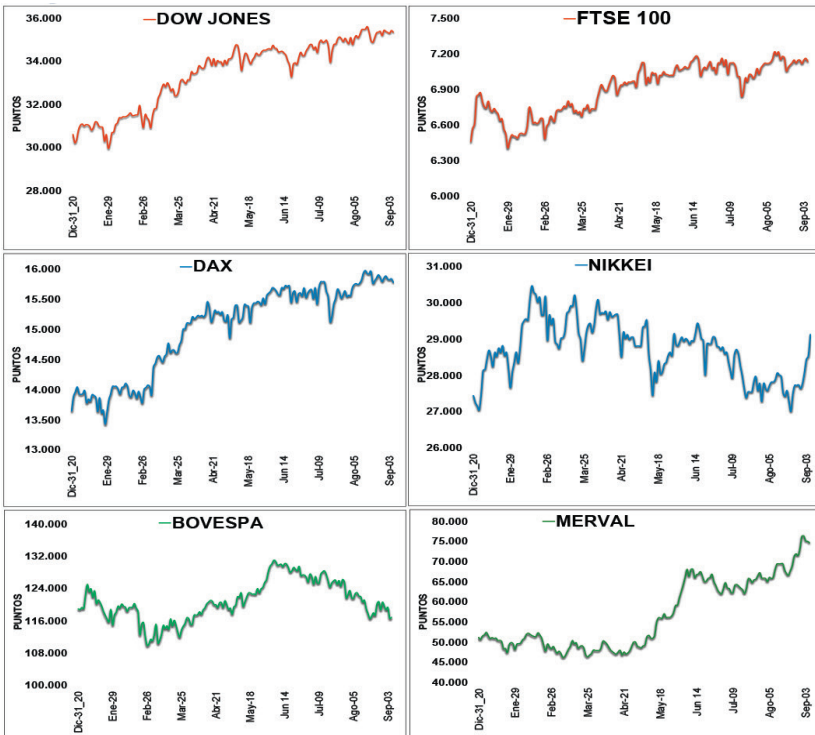 DOW JONES
PUNTOS
36.000
34.000
32.000
30.000
28.000
Dic-31_20
Ene-29
Feb-26
Mar-25
Abr-21
May-18
Jun 14
Jul-09
Ago-05
Sep-03
FTSE 100
PUNTOS
7.500
7.200
6.900
6.600
6.300
6.000
Dic-31_20
Ene-29
Feb-26
Mar-25
Abr-21
May-18
Jun 14
Jul-09
Ago-05
Sep-03
DAX
PUNTOS
16.000
15.500
15.000
14.500
14.000
13.500
13.000
Dic-31_20
Ene-29
Feb-26
Mar-25
Abr-21
May-18
Jun 14
Jul-09
Ago-05
Sep-03
NIKKEI
PUNTOS
31.000
30.000
29.000
28.000
27.000
26.000
Dic-31_20
Ene-29
Feb-26
Mar-25
Abr-21
May-18
Jun 14
Jul-09
Ago-05
Sep-03
BOVESPA
PUNTOS
140.000
132.000
124.000
116.000
108.000
100.000
Dic-31_20
Ene-29
Feb-26
Mar-25
Abr-21
May-18
Jun 14
Jul-09
Ago-05
Sep-03
MERVAL
PUNTOS
80.000
75.000
70.000
65.000
60.000
55.000
50.000
45.000
40.000
Dic-31_20
Ene-29
Feb-26
Mar-25
Abr-21
May-18
Jun 14
Jul-09
Ago-05
Sep-03